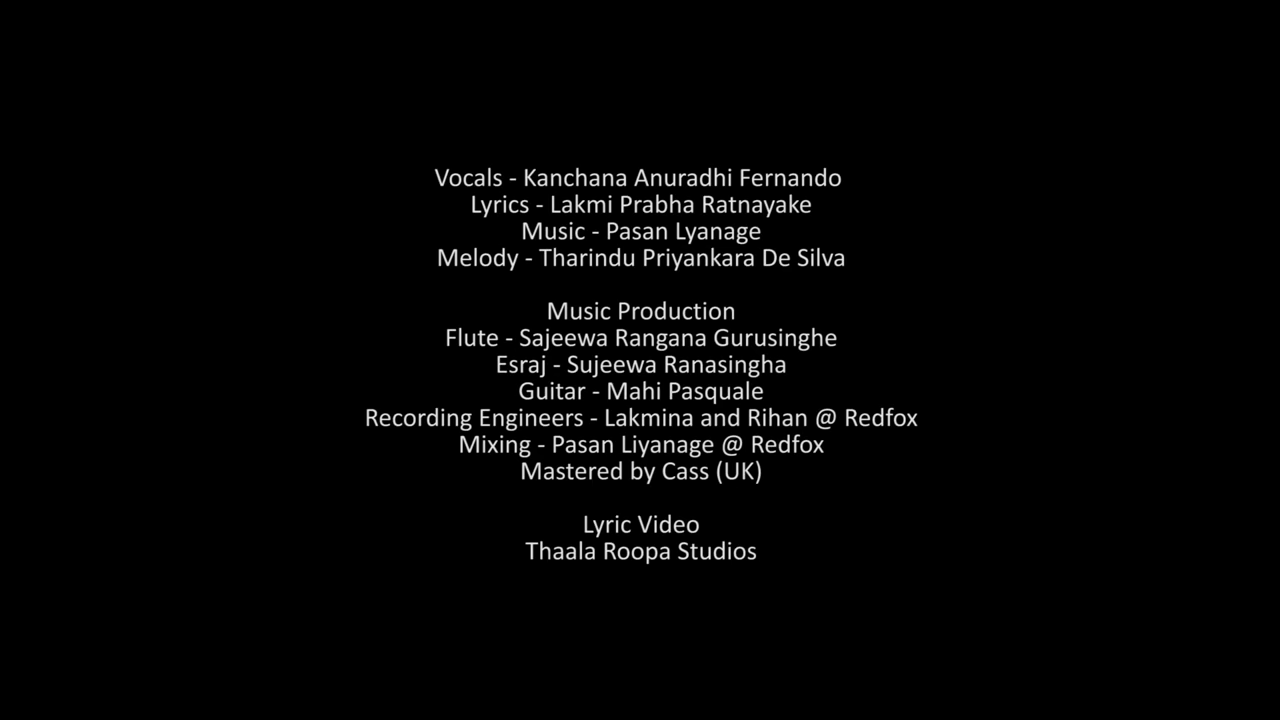 Vocals - Kanchana Anuradhi Fernando
Lyrics - Lakmi Prabha Ratnayake
Music - Pasan Lyanage
Melody - Tharindu Priyankara De Silva
Music Production
Flute - Sajeewa Rangana Gurusinghe
Esraj - Sujeewa Ranasingha
Guitar - Mahi Pasquale
Recording Engineers - Lakmina and Rihan @ Redfox
Mixing - Pasan Liyanage @ Redfox
Mastered by Cass (UK)
Lyric Video
Thaala Roopa Studios